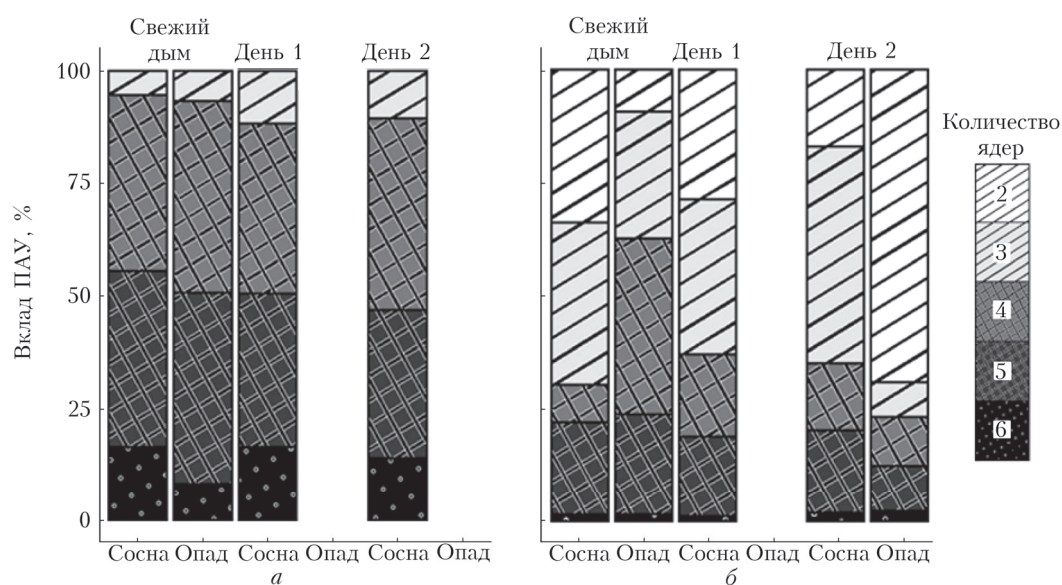 Свежий дым
День 1
День 2
Свежий дым
День 1
День 2
Вклад ПАУ, %
100
75
50
25
0
Сосна Опад Сосна Опад Сосна Опад
а
Сосна Опад Сосна Опад Сосна Опад
б
Количество
ядер
2
3
4
5
6